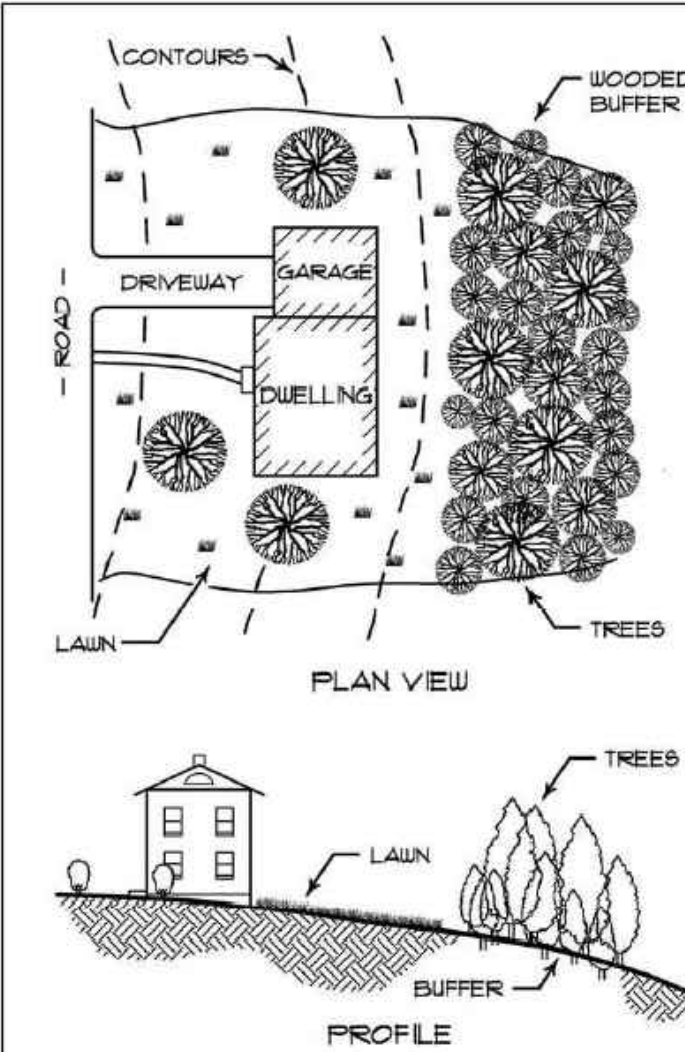 CONTOURS
WOODED
BUFFER
GARAGE
DRIVEWAY
- ROAD -
DWELLING
LAWN
TREES
PLAN VIEW
TREES
LAWN
BUFFER
PROFILE